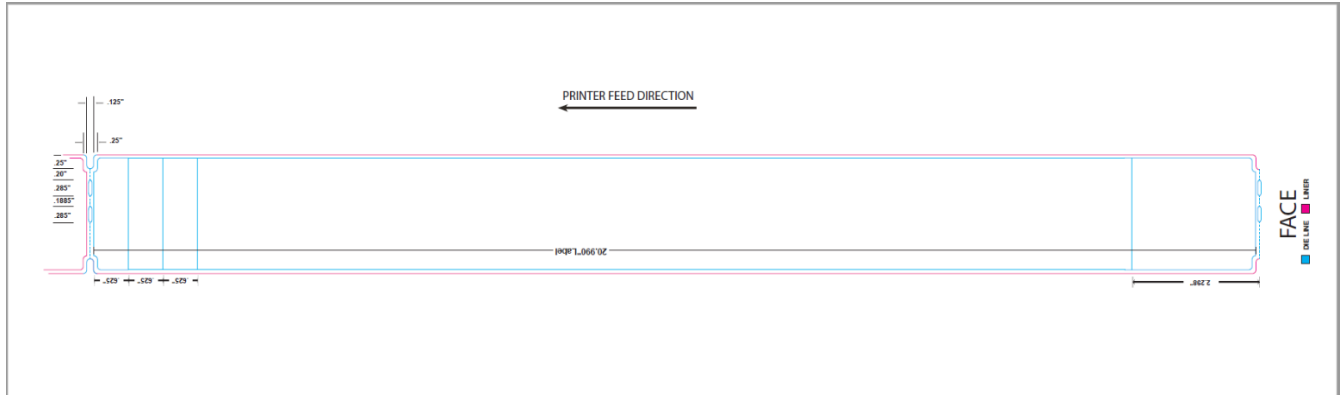 PRINTER FEED DIRECTION
.125"
.25"
.25"
.20"
.285"
.1885"
.285"
20.990"Label
.625"
.625"
.625"
2.298"
FACE
DIE LINE
LINER